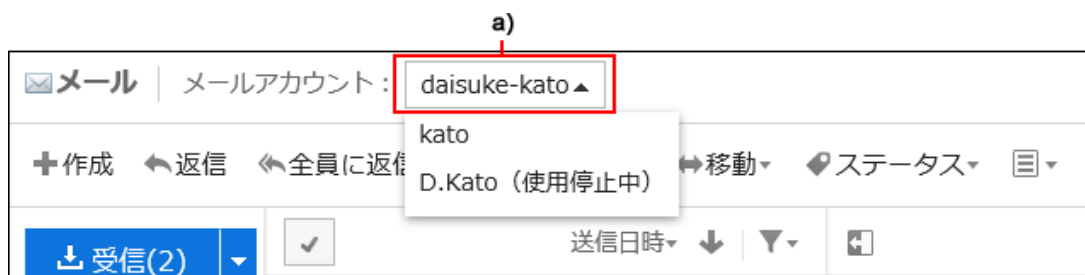 a)
メール メールアカウント: daisuke-kato
kato
D.Kato(使用停止中)
作成 返信 全員に返信 移動 ステータス
受信(2) 送信日時